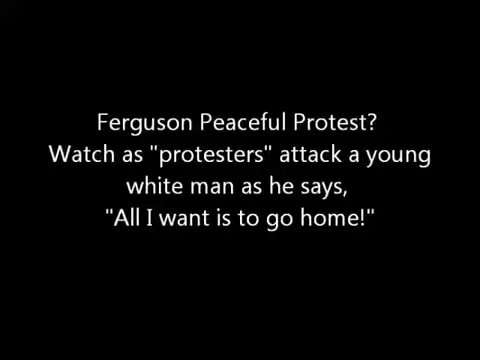 Ferguson Peaceful Protest?
Watch as "protesters" attack a young
white man as he says,
"All I want is to go home!"